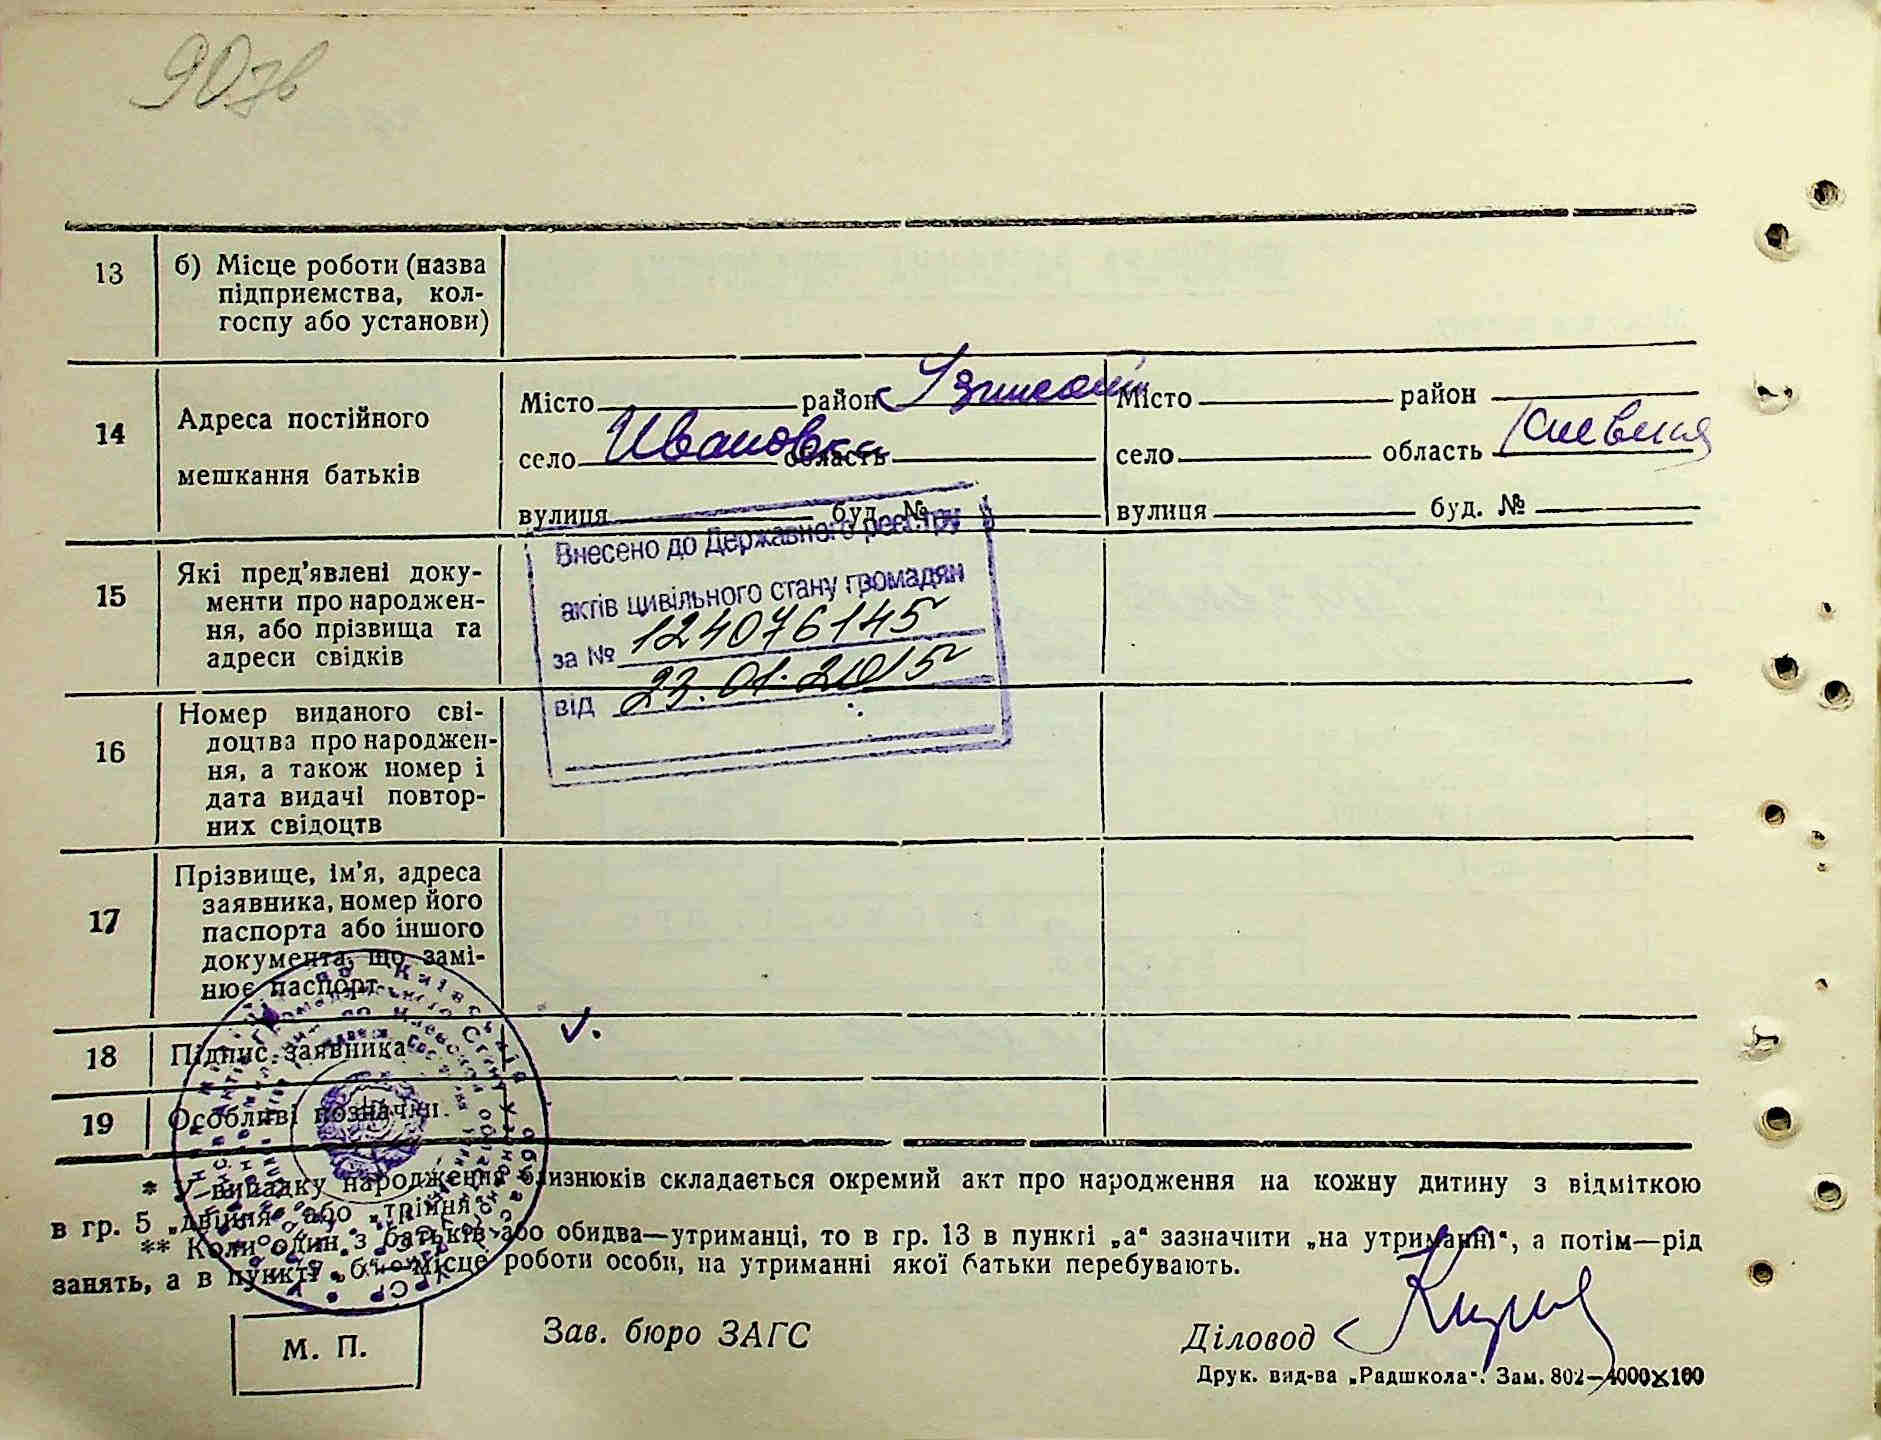 90 зв
13
б) Місце роботи (назва
підприємства, кол-
госпу або установи)
14
Адреса постійного
мешкання батьків
Місто район
село Ивановка область
вулиця буд. №
Місто район
село область Киевская
вулиця буд. №
15
Які пред'явлені доку-
менти про народжен-
ня, або прізвища та
адреси свідків
Внесено до Державного реєстру
актів цивільного стану громадян
за № 124076145
від 23.01.2015
16
Номер виданого сві-
доцтва про народжен-
ня, а також номер і
дата видачі повтор-
них свідоцтв
17
Прізвище, ім'я, адреса
заявника, номер його
паспорта або іншого
документа, що замі-
нює паспорт
18
Підпис заявника
v.
19
Особливі позначки.
* У випадку народження близнюків складається окремий акт про народження на кожну дитину з відміткою
в гр. 5 „двійня" або „трійня".
** Коли один з батьків або обидва—утриманці, то в гр. 13 в пункті „а" зазначити „на утриманні", а потім—рід
занять, а в пункті „б"—місце роботи особи, на утриманні якої батьки перебувають.
М. П.
Зав. бюро ЗАГС
Діловод
Друк. вид-ва „Радшкола". Зам. 802—4000×100